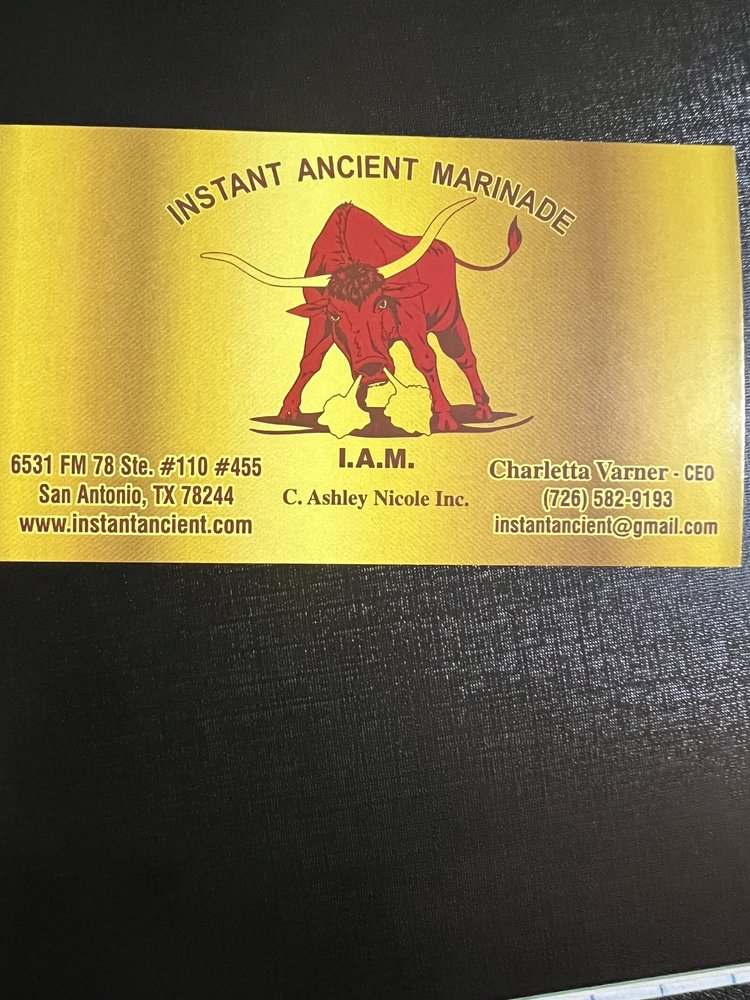 INSTANT ANCIENT MARINADE
I.A.M.
C. Ashley Nicole Inc.
6531 FM 78 Ste. #110 #455
San Antonio, TX 78244
www.instantancient.com
Charletta Varner - CEO
(726) 582-9193
instantancient@gmail.com